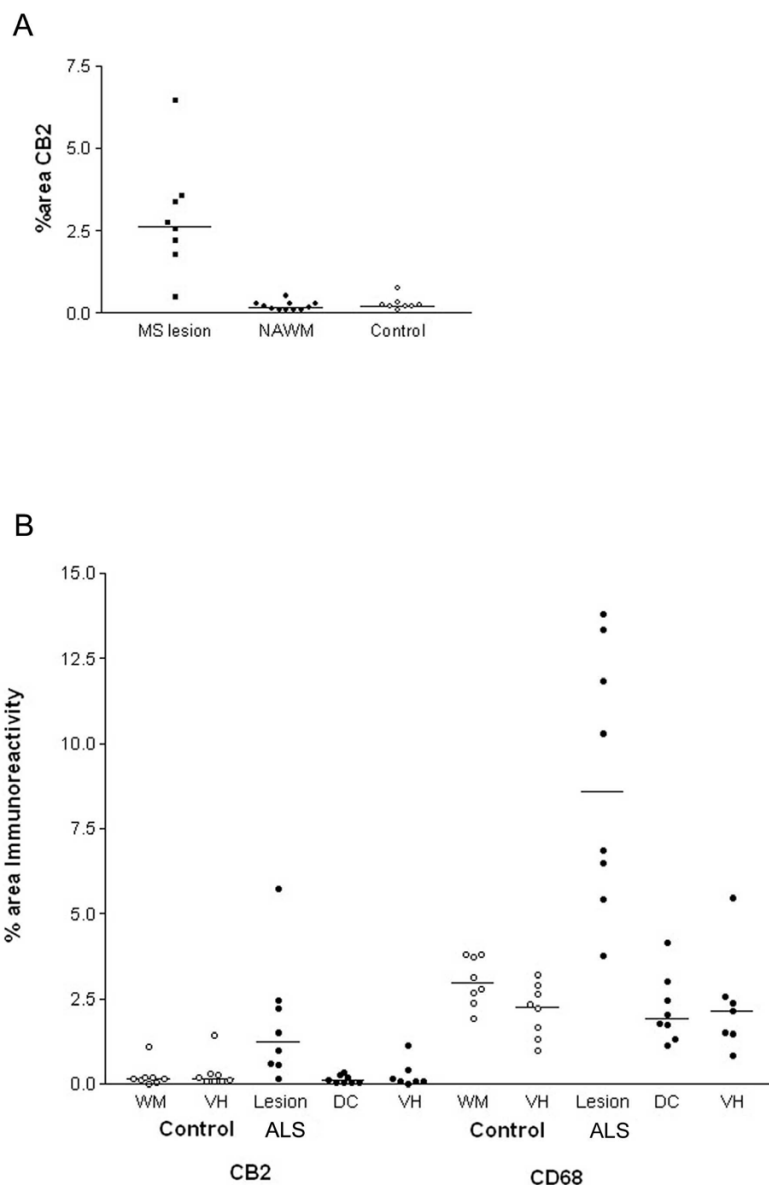 A
%area CB2
7.5
5.0
2.5
0.0
MS lesion NAWM Control
B
% area Immunoreactivity
15.0
12.5
10.0
7.5
5.0
2.5
0.0
WM VH Lesion DC VH WM VH Lesion DC VH
Control ALS Control ALS
CB2 CD68